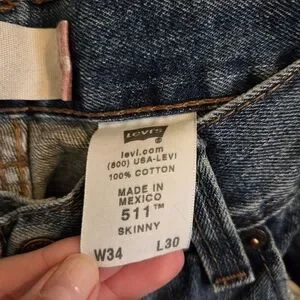 Levi's®
levi.com
(800) USA-LEVI
100% COTTON
MADE IN
MEXICO
511™
SKINNY
W34 L30